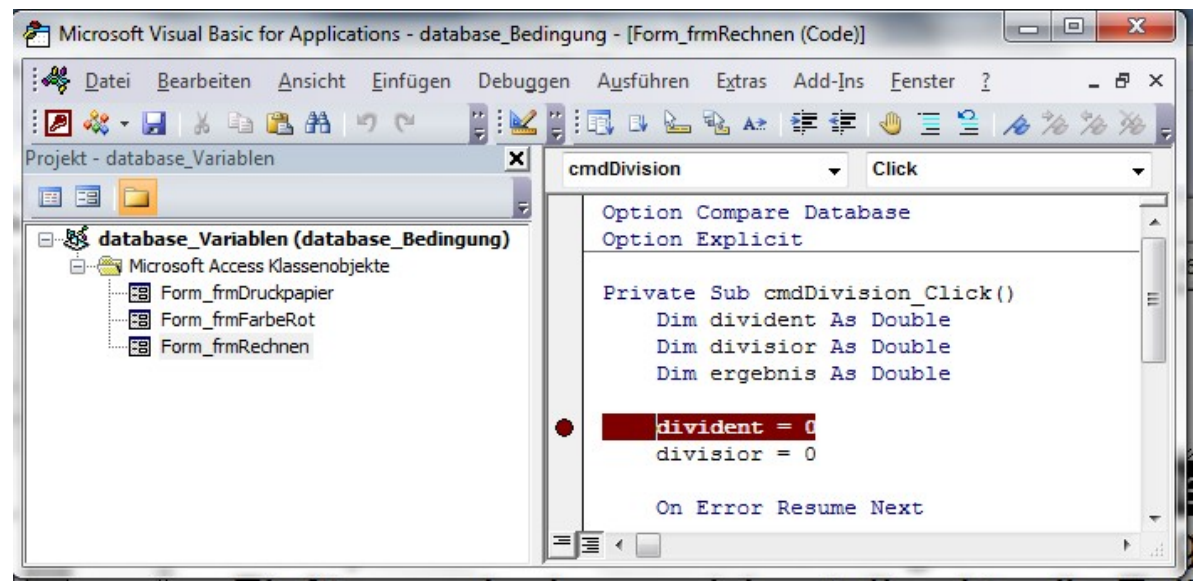 Microsoft Visual Basic for Applications - database_Bedingung - [Form_frmRechnen (Code)]
Datei Bearbeiten Ansicht Einfügen Debuggen Ausführen Extras Add-Ins Fenster ?
Projekt - database_Variablen
database_Variablen (database_Bedingung)
Microsoft Access Klassenobjekte
Form_frmDruckpapier
Form_frmFarbeRot
Form_frmRechnen
cmdDivision Click
Option Compare Database
Option Explicit
Private Sub cmdDivision_Click()
Dim divident As Double
Dim divisior As Double
Dim ergebnis As Double
divident = 0
divisior = 0
On Error Resume Next